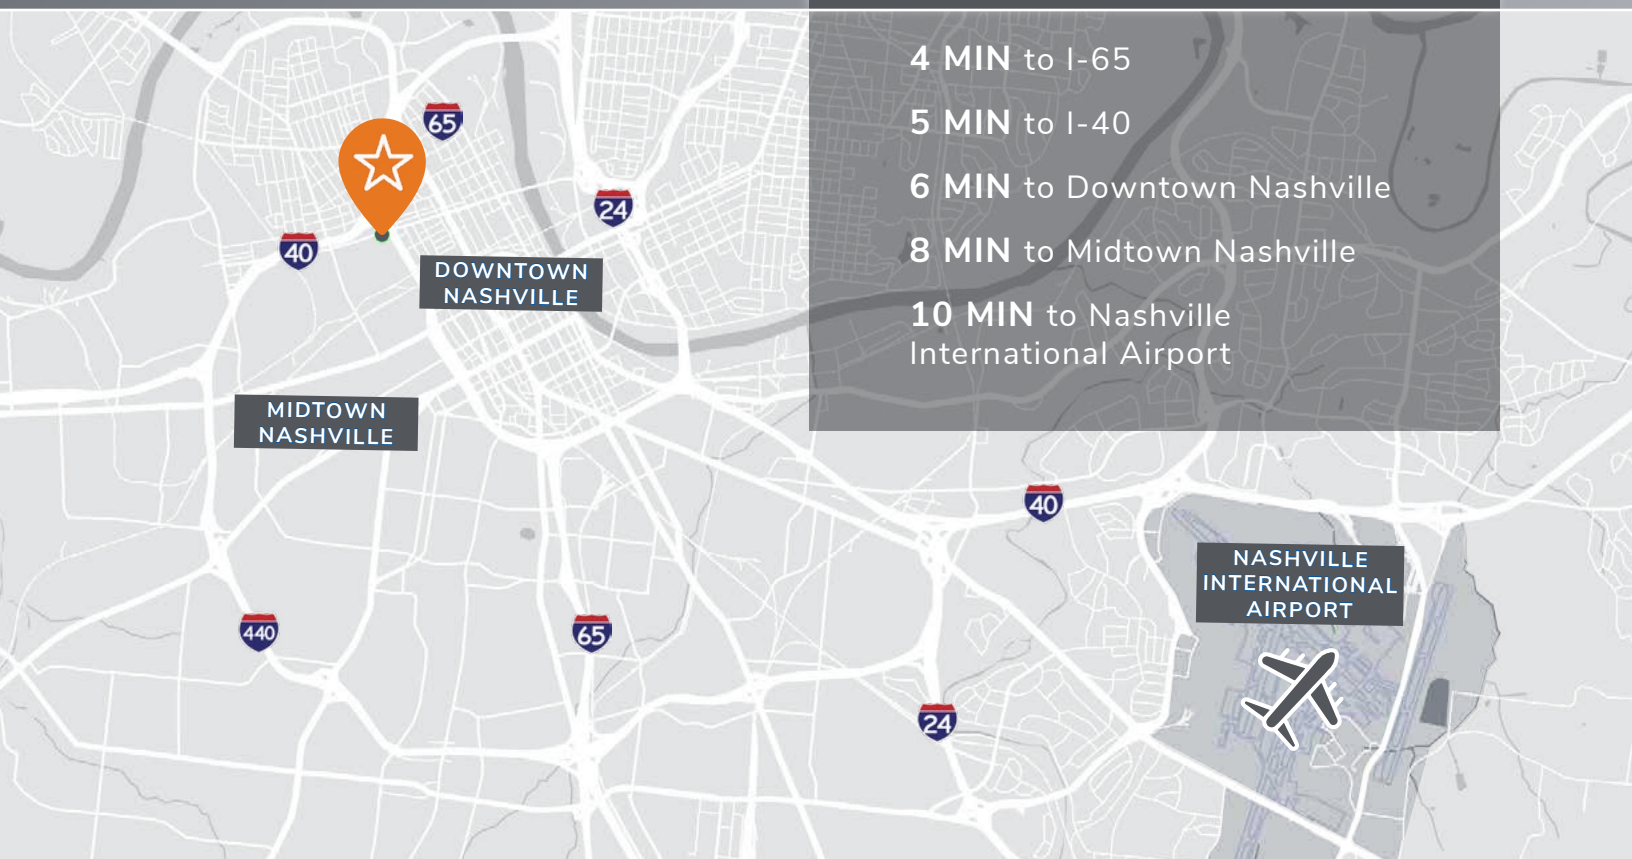 4 MIN to I-65
5 MIN to I-40
6 MIN to Downtown Nashville
8 MIN to Midtown Nashville
10 MIN to Nashville
International Airport
65
24
40
DOWNTOWN
NASHVILLE
MIDTOWN
NASHVILLE
40
NASHVILLE
INTERNATIONAL
AIRPORT
440
65
24